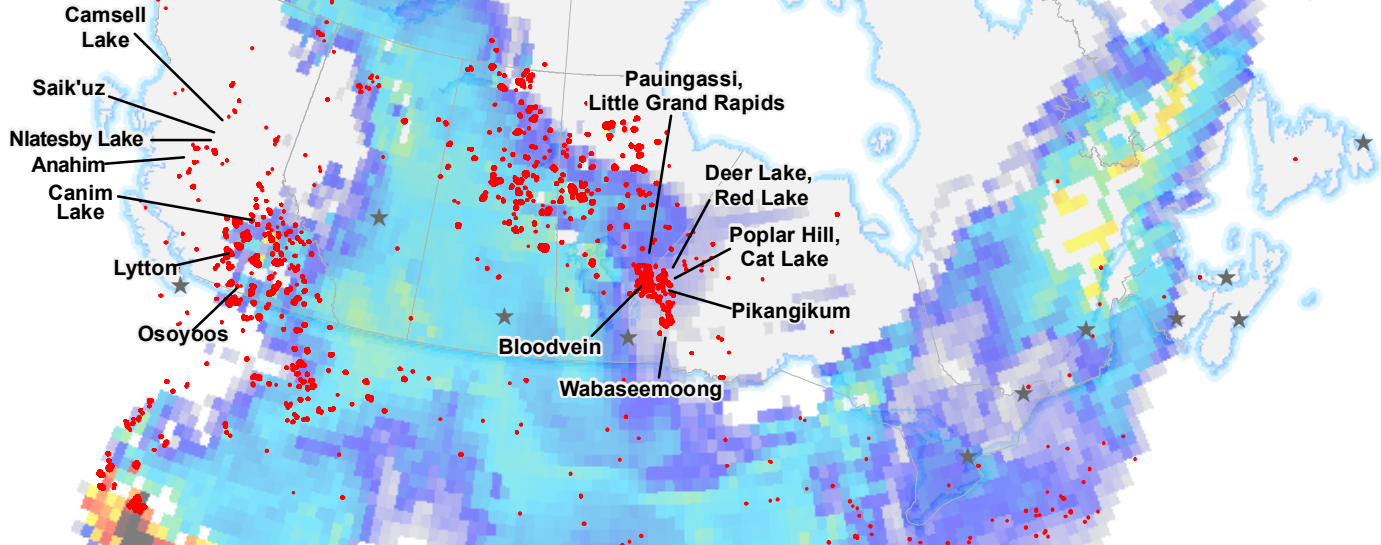 Camsell
Lake
Saik'uz
Nlatesby Lake
Anahim
Canim
Lake
Lytton
Osoyoos
Pauingassi,
Little Grand Rapids
Deer Lake,
Red Lake
Poplar Hill,
Cat Lake
Pikangikum
Bloodvein
Wabaseemoong